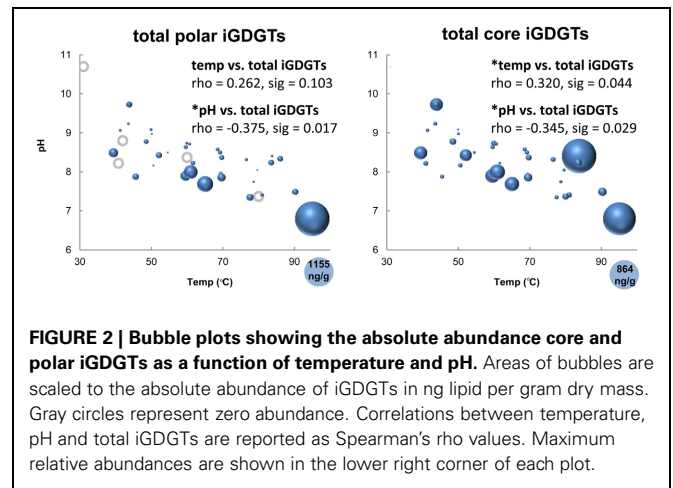 total polar iGDGTs
temp vs. total iGDGTs
rho = 0.262, sig = 0.103
*pH vs. total iGDGTs
rho = -0.375, sig = 0.017
11
10
9
8
7
6
pH
30
50
70
90
Temp (°C)
1155
ng/g
total core iGDGTs
*temp vs. total iGDGTs
rho = 0.320, sig = 0.044
*pH vs. total iGDGTs
rho = -0.345, sig = 0.029
11
10
9
8
7
6
30
50
70
90
Temp (°C)
864
ng/g
FIGURE 2 | Bubble plots showing the absolute abundance core and
polar iGDGTs as a function of temperature and pH. Areas of bubbles are
scaled to the absolute abundance of iGDGTs in ng lipid per gram dry mass.
Gray circles represent zero abundance. Correlations between temperature,
pH and total iGDGTs are reported as Spearman's rho values. Maximum
relative abundances are shown in the lower right corner of each plot.